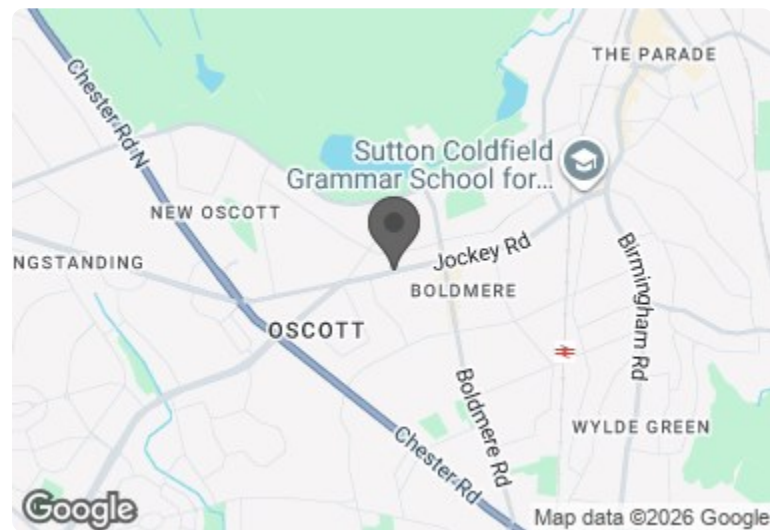 THE PARADE
Chester Rd N
Sutton Coldfield
Grammar School for...
NEW OSCOTT
NGSTANDING
Jockey Rd
BOLDMERE
Birmingham Rd
OSCOTT
Boldmere Rd
WYLDE GREEN
Chester Rd
Google
Map data ©2026 Google